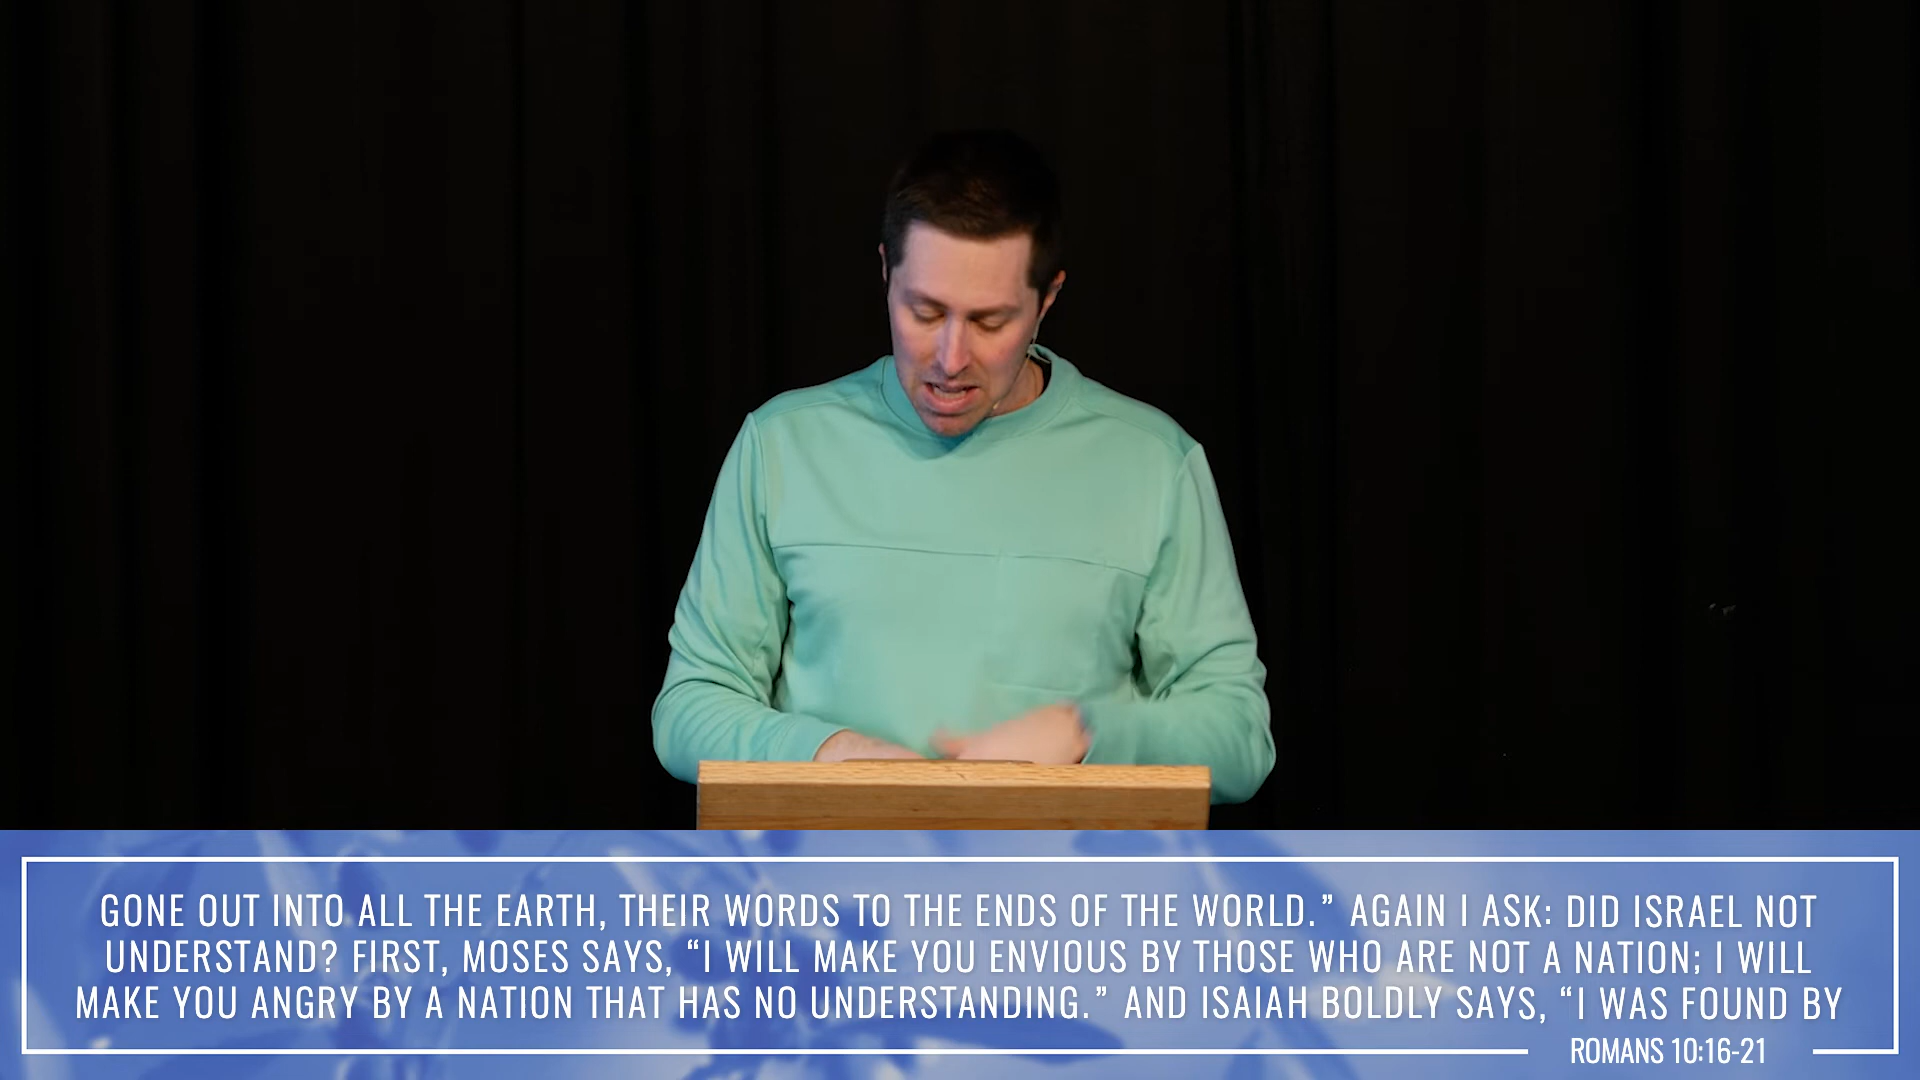 GONE OUT INTO ALL THE EARTH, THEIR WORDS TO THE ENDS OF THE WORLD.” AGAIN I ASK: DID ISRAEL NOT
UNDERSTAND? FIRST, MOSES SAYS, “I WILL MAKE YOU ENVIOUS BY THOSE WHO ARE NOT A NATION; I WILL
MAKE YOU ANGRY BY A NATION THAT HAS NO UNDERSTANDING.” AND ISAIAH BOLDLY SAYS, “I WAS FOUND BY
ROMANS 10:16-21